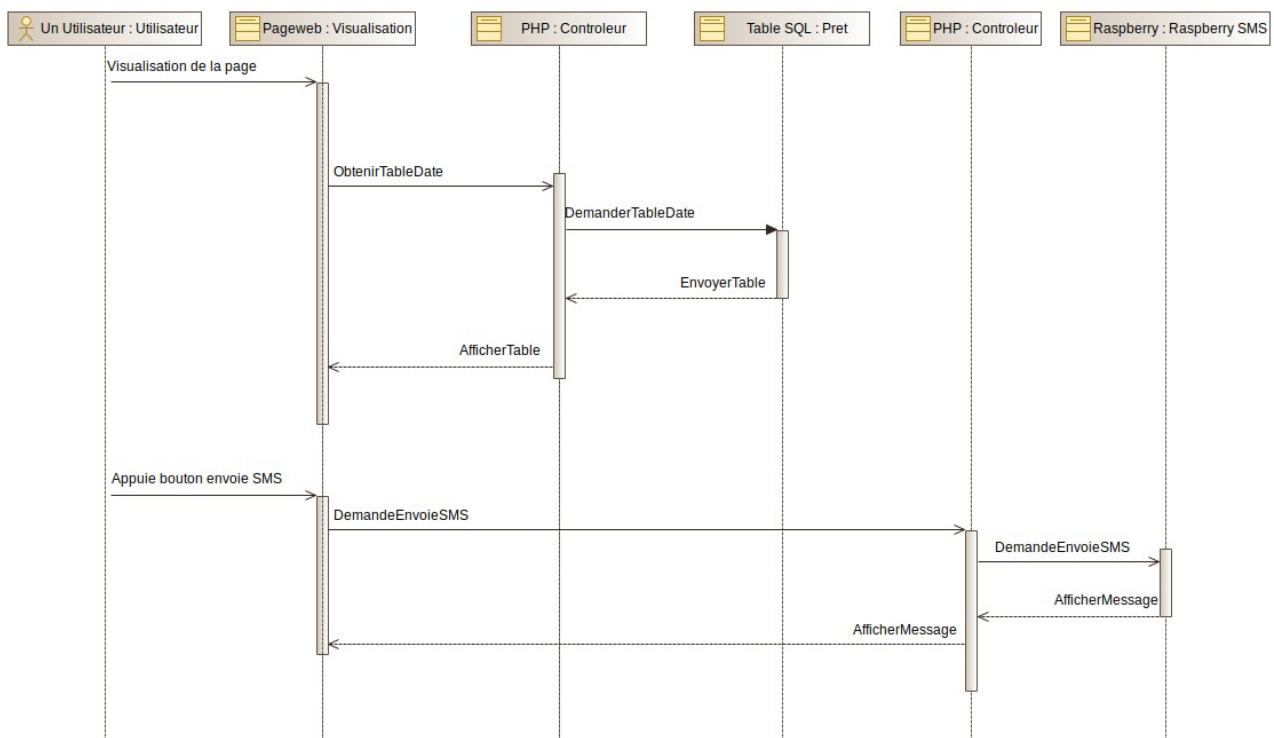 Un Utilisateur : Utilisateur
Pageweb : Visualisation
PHP : Controleur
Table SQL : Pret
PHP : Controleur
Raspberry : Raspberry SMS
Visualisation de la page
ObtenirTableDate
DemanderTableDate
EnvoyerTable
AfficherTable
Appuie bouton envoie SMS
DemandeEnvoieSMS
DemandeEnvoieSMS
AfficherMessage
AfficherMessage